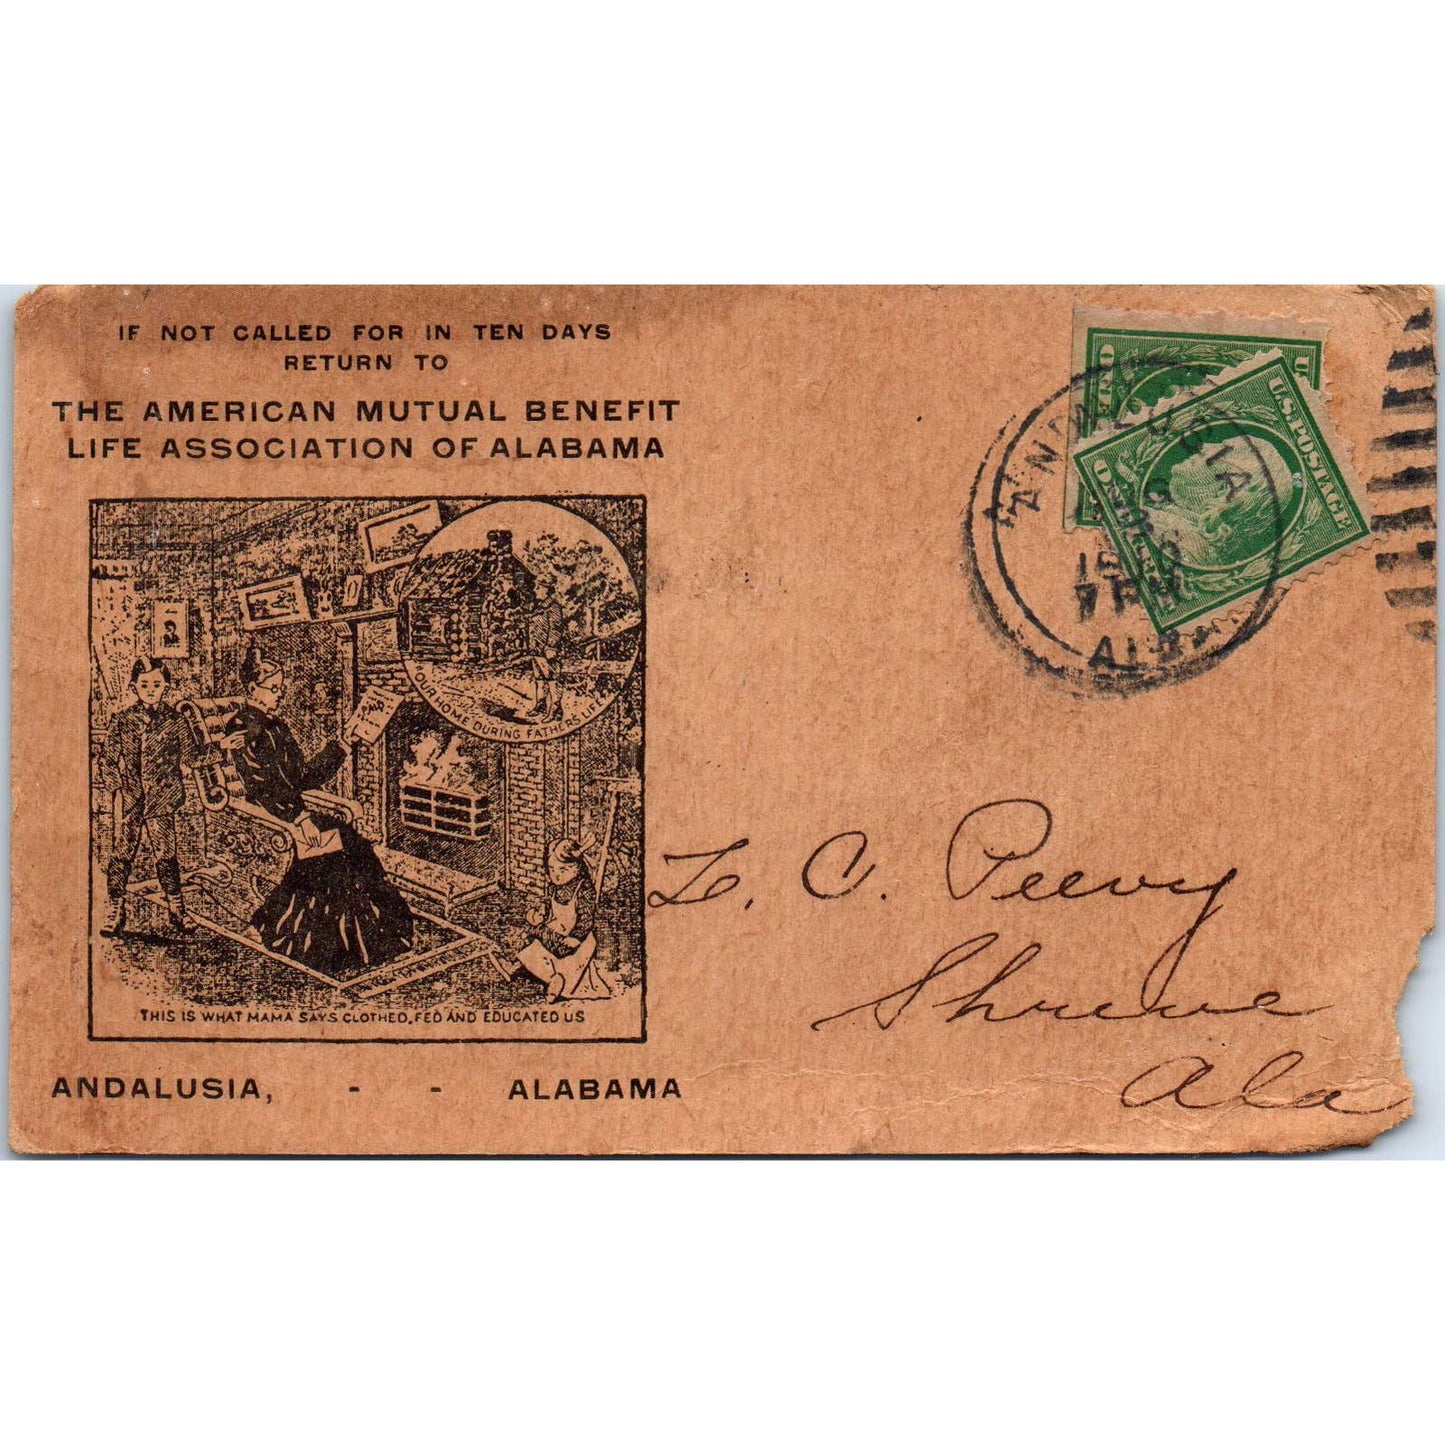 IF NOT CALLED FOR IN TEN DAYS
RETURN TO
THE AMERICAN MUTUAL BENEFIT
LIFE ASSOCIATION OF ALABAMA
OUR HOME DURING FATHERS LIFE
THIS IS WHAT MAMA SAYS CLOTHED, FED AND EDUCATED US
ANDALUSIA, - - ALABAMA
ANDALUSIA
ALA
U.S. POSTAGE
L. C. Peevy
Shreve
Ala